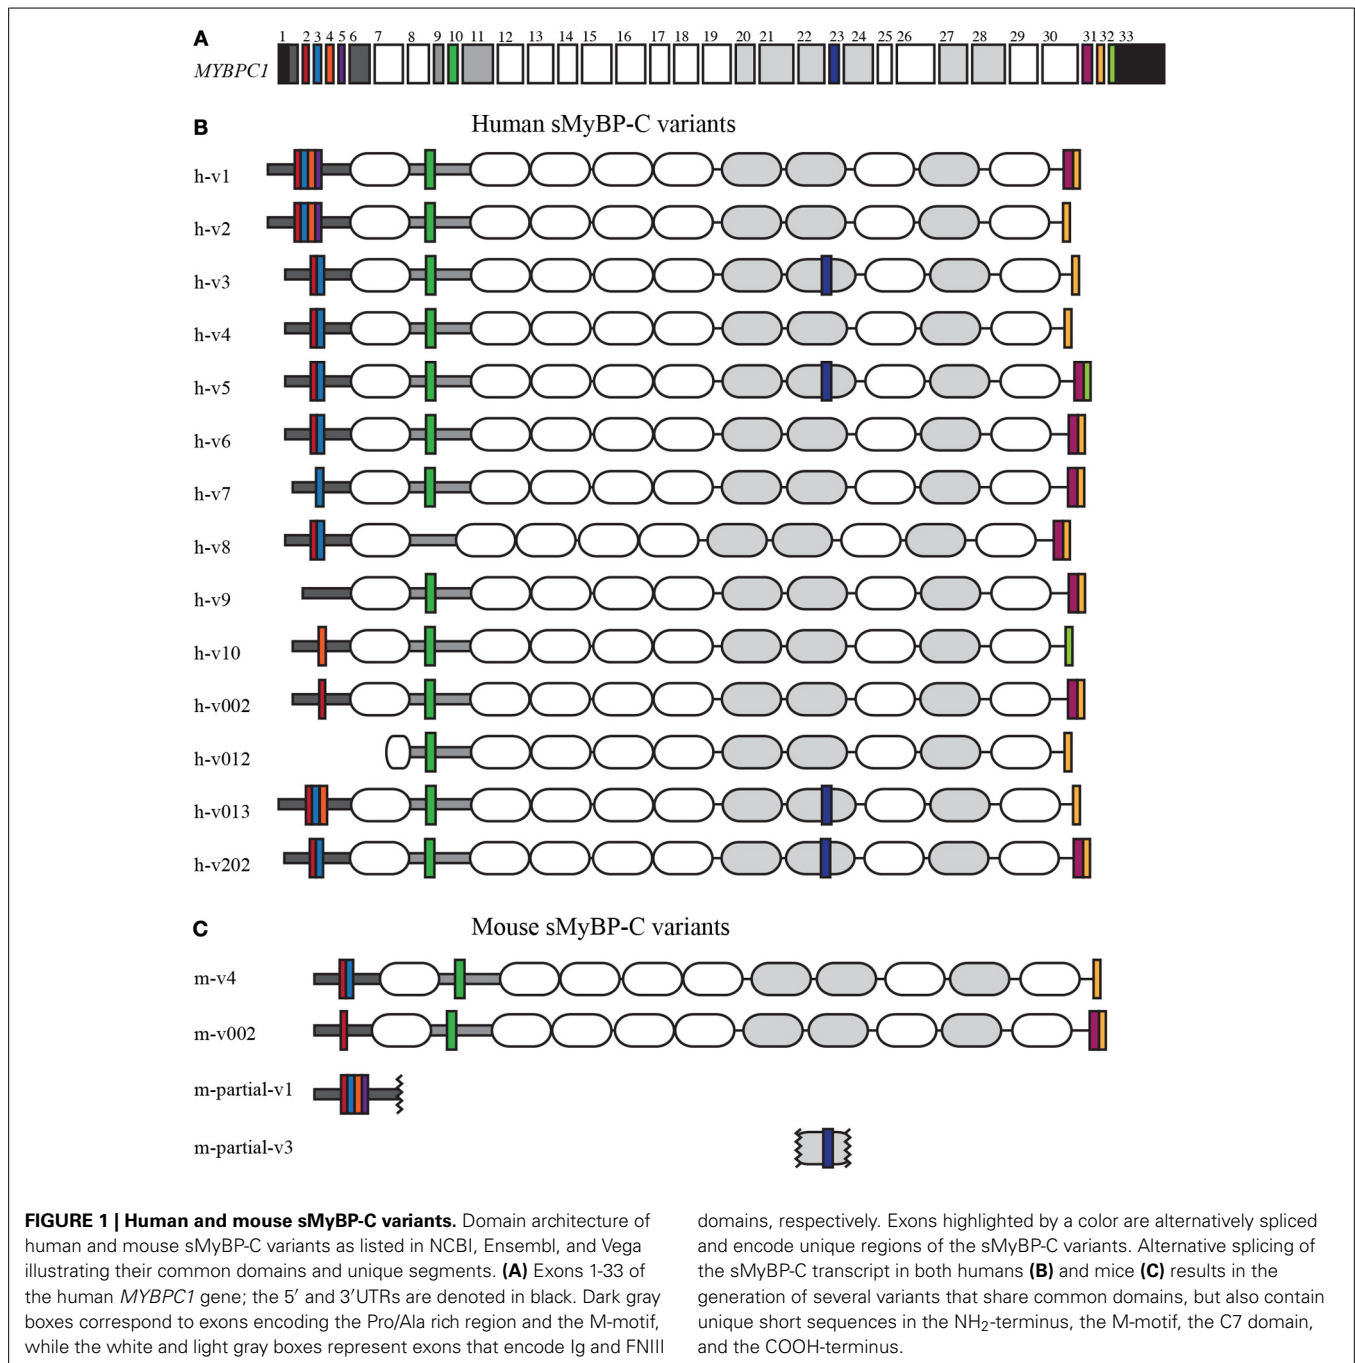 A
1 2 3 4 5 6 7 8 9 10 11 12 13 14 15 16 17 18 19 20 21 22 23 24 25 26 27 28 29 30 31 32 33
MYBPC1
B
Human sMyBP-C variants
h-v1
h-v2
h-v3
h-v4
h-v5
h-v6
h-v7
h-v8
h-v9
h-v10
h-v002
h-v012
h-v013
h-v202
C
Mouse sMyBP-C variants
m-v4
m-v002
m-partial-v1
m-partial-v3
FIGURE 1 | Human and mouse sMyBP-C variants. Domain architecture of
human and mouse sMyBP-C variants as listed in NCBI, Ensembl, and Vega
illustrating their common domains and unique segments. (A) Exons 1-33 of
the human MYBPC1 gene; the 5′ and 3′UTRs are denoted in black. Dark gray
boxes correspond to exons encoding the Pro/Ala rich region and the M-motif,
while the white and light gray boxes represent exons that encode Ig and FNIII
domains, respectively. Exons highlighted by a color are alternatively spliced
and encode unique regions of the sMyBP-C variants. Alternative splicing of
the sMyBP-C transcript in both humans (B) and mice (C) results in the
generation of several variants that share common domains, but also contain
unique short sequences in the NH2-terminus, the M-motif, the C7 domain,
and the COOH-terminus.